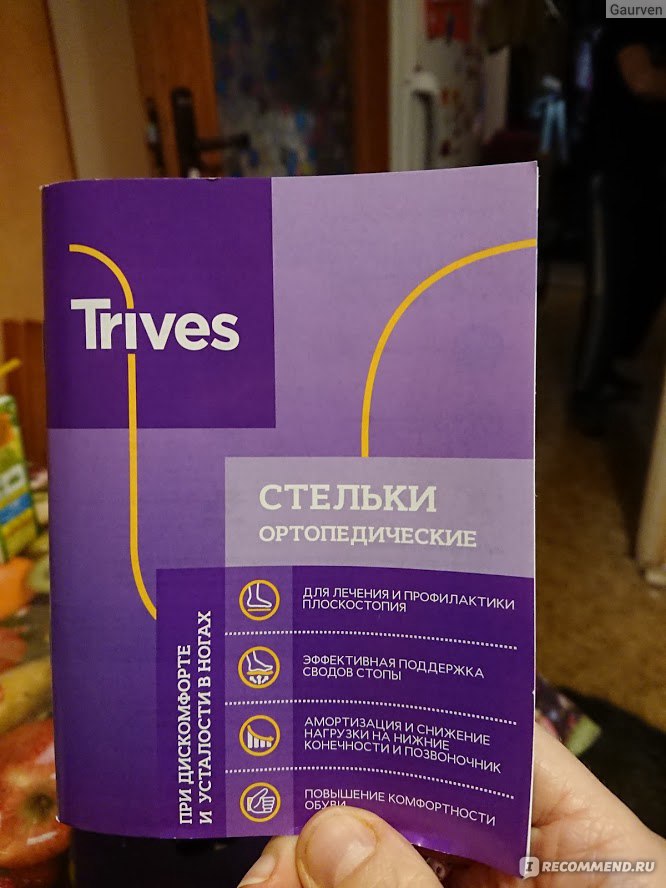 Gaurven
Trives
СТЕЛЬКИ
ОРТОПЕДИЧЕСКИЕ
ПРИ ДИСКОМФОРТЕ
И УСТАЛОСТИ В НОГАХ
ДЛЯ ЛЕЧЕНИЯ И ПРОФИЛАКТИКИ
ПЛОСКОСТОПИЯ
ЭФФЕКТИВНАЯ ПОДДЕРЖКА
СВОДОВ СТОПЫ
АМОРТИЗАЦИЯ И СНИЖЕНИЕ
НАГРУЗКИ НА НИЖНИЕ
КОНЕЧНОСТИ И ПОЗВОНОЧНИК
ПОВЫШЕНИЕ КОМФОРТНОСТИ
ОБУВИ
I RECOMMEND.RU